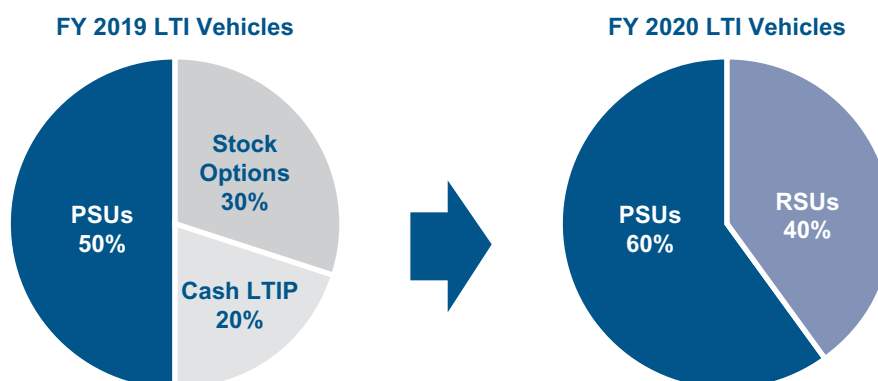 FY 2019 LTI Vehicles
PSUs
50%
Stock
Options
30%
Cash LTIP
20%
FY 2020 LTI Vehicles
PSUs
60%
RSUs
40%